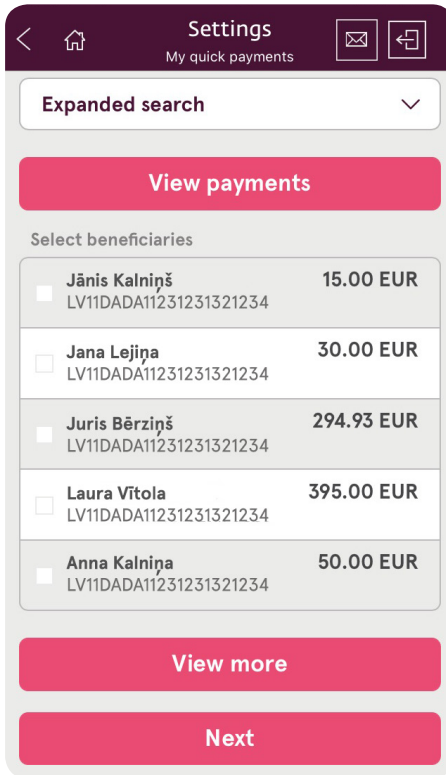 Settings
My quick payments
Expanded search
View payments
Select beneficiaries
Jānis Kalniņš 15.00 EUR
LV11DADA11231231321234
Jana Lejiņa 30.00 EUR
LV11DADA11231231321234
Juris Bērziņš 294.93 EUR
LV11DADA11231231321234
Laura Vītola 395.00 EUR
LV11DADA11231231321234
Anna Kalniņa 50.00 EUR
LV11DADA11231231321234
View more
Next